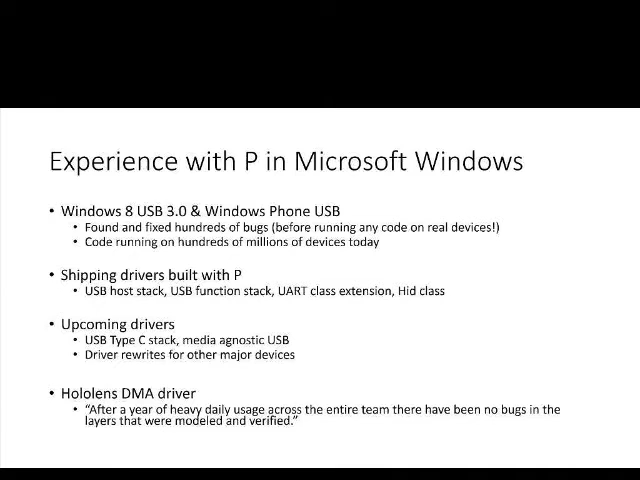 Experience with P in Microsoft Windows
• Windows 8 USB 3.0 & Windows Phone USB
• Found and fixed hundreds of bugs (before running any code on real devices!)
• Code running on hundreds of millions of devices today
• Shipping drivers built with P
• USB host stack, USB function stack, UART class extension, Hid class
• Upcoming drivers
• USB Type C stack, media agnostic USB
• Driver rewrites for other major devices
• Hololens DMA driver
• “After a year of heavy daily usage across the entire team there have been no bugs in the
layers that were modeled and verified.”